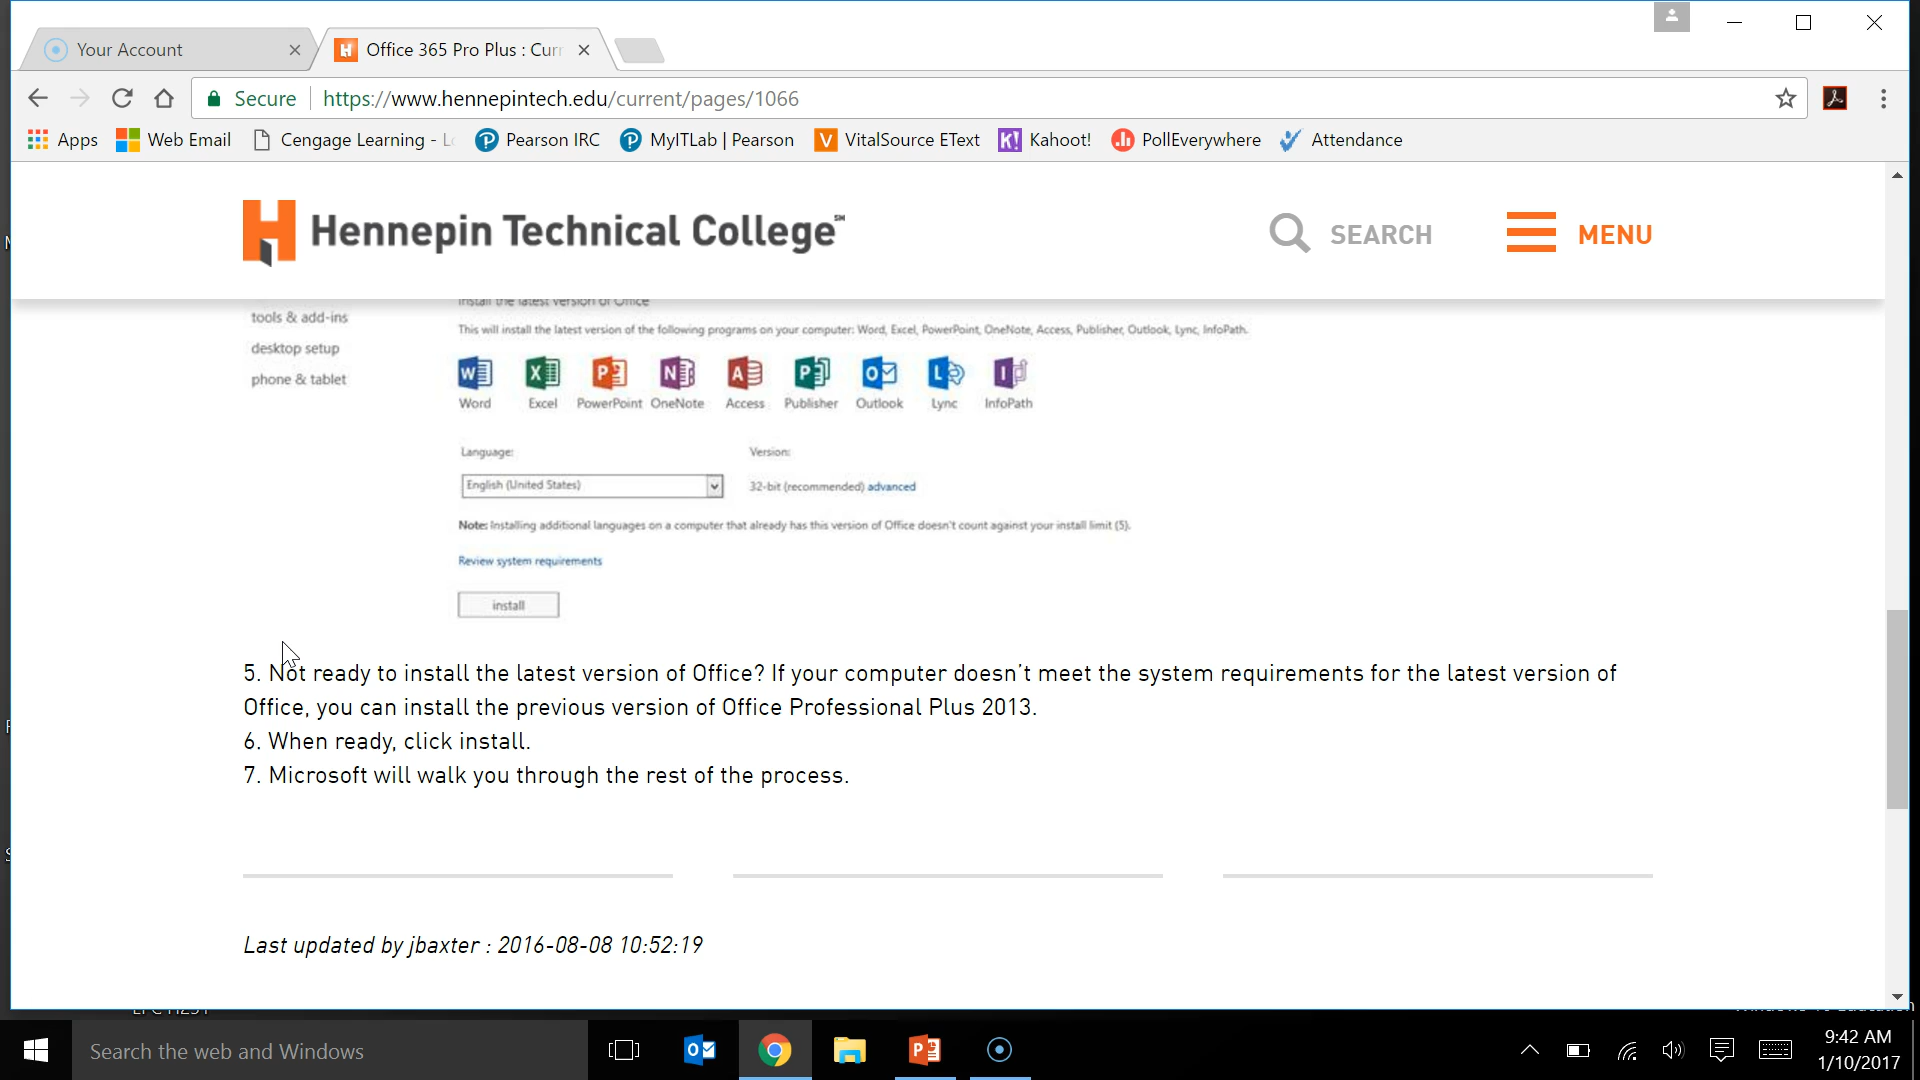 Your Account
Office 365 Pro Plus : Curr
Secure
https://www.hennepintech.edu/current/pages/1066
Apps
Web Email
Cengage Learning - Lo
Pearson IRC
MyITLab | Pearson
VitalSource EText
Kahoot!
PollEverywhere
Attendance
Hennepin Technical College℠
SEARCH
MENU
Install the latest version of Office
tools & add-ins
desktop setup
phone & tablet
This will install the latest version of the following programs on your computer: Word, Excel, PowerPoint, OneNote, Access, Publisher, Outlook, Lync, InfoPath.
Word Excel PowerPoint OneNote Access Publisher Outlook Lync InfoPath
Language:
Version:
English (United States)
32-bit (recommended) advanced
Note: Installing additional languages on a computer that already has this version of Office doesn't count against your install limit (5).
Review system requirements
install
5. Not ready to install the latest version of Office? If your computer doesn't meet the system requirements for the latest version of
Office, you can install the previous version of Office Professional Plus 2013.
6. When ready, click install.
7. Microsoft will walk you through the rest of the process.
Last updated by jbaxter : 2016-08-08 10:52:19
Search the web and Windows
9:42 AM
1/10/2017